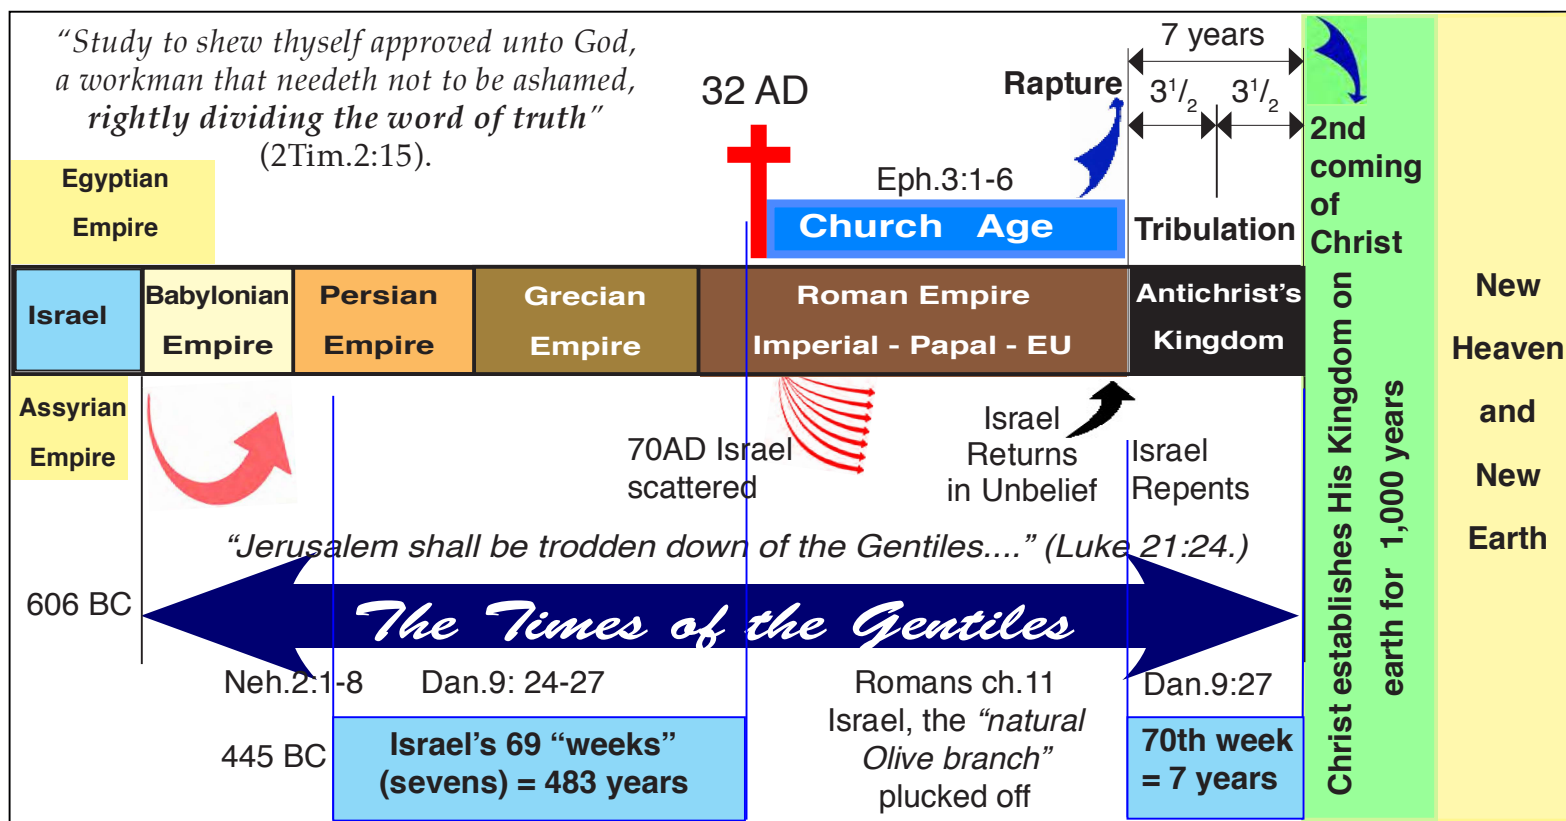 “Study to shew thyself approved unto God,
a workman that needeth not to be ashamed,
rightly dividing the word of truth”
(2Tim.2:15).
32 AD
Rapture
7 years
3 1/2
3 1/2
Eph.3:1-6
Church Age
Tribulation
2nd
coming
of
Christ
Egyptian
Empire
Israel
Babylonian
Empire
Persian
Empire
Grecian
Empire
Roman Empire
Imperial - Papal - EU
Antichrist's
Kingdom
Assyrian
Empire
70AD Israel
scattered
Israel
Returns
in Unbelief
Israel
Repents
“Jerusalem shall be trodden down of the Gentiles....” (Luke 21:24.)
606 BC
The Times of the Gentiles
Neh.2:1-8
Dan.9: 24-27
445 BC
Israel's 69 “weeks”
(sevens) = 483 years
Romans ch.11
Israel, the “natural
Olive branch”
plucked off
Dan.9:27
70th week
= 7 years
Christ establishes His Kingdom on
earth for 1,000 years
New
Heaven
and
New
Earth